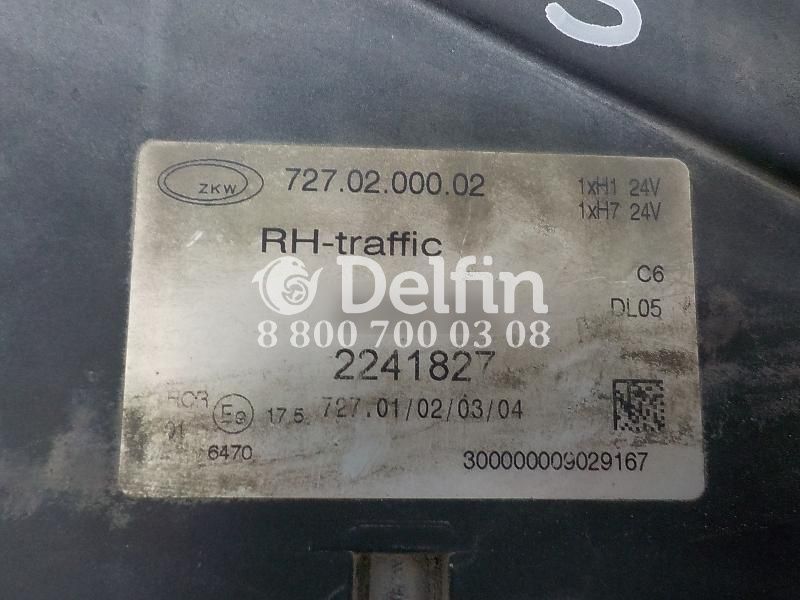 S
ZKW 727.02.000.02 1xH1 24V
1xH7 24V
RH-traffic
C6
Delfin
DL05
8 800 700 03 08
2241827
E9 17.5 727.01/02/03/04
01
6470
300000009029167